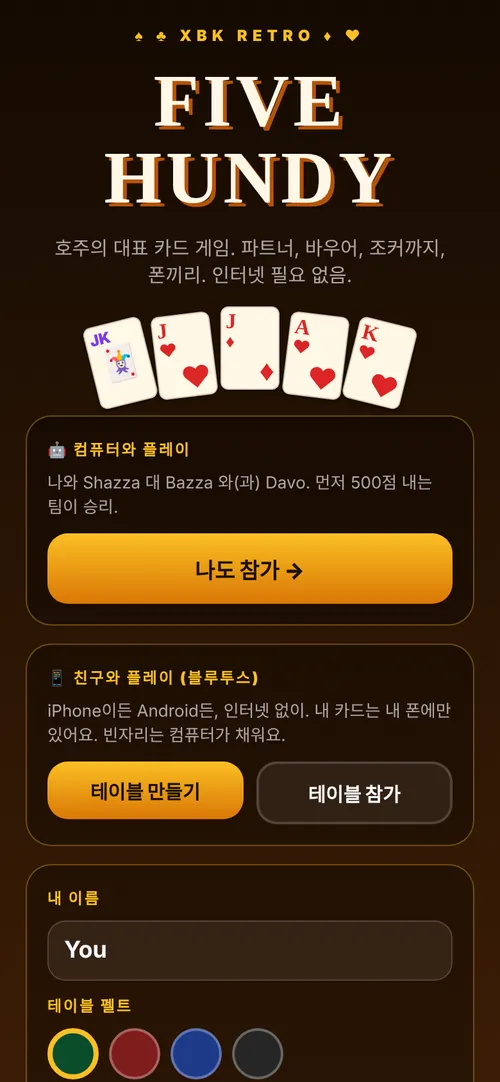 ♠ ♣ XBK RETRO ♦ ♥
FIVE
HUNDY
호주의 대표 카드 게임. 파트너, 바우어, 조커까지,
폰끼리. 인터넷 필요 없음.
JK
J
J
A
K
🤖 컴퓨터와 플레이
나와 Shazza 대 Bazza 와(과) Davo. 먼저 500점 내는
팀이 승리.
나도 참가 →
📱 친구와 플레이 (블루투스)
iPhone이든 Android든, 인터넷 없이. 내 카드는 내 폰에만
있어요. 빈자리는 컴퓨터가 채워요.
테이블 만들기
테이블 참가
내 이름
You
테이블 펠트